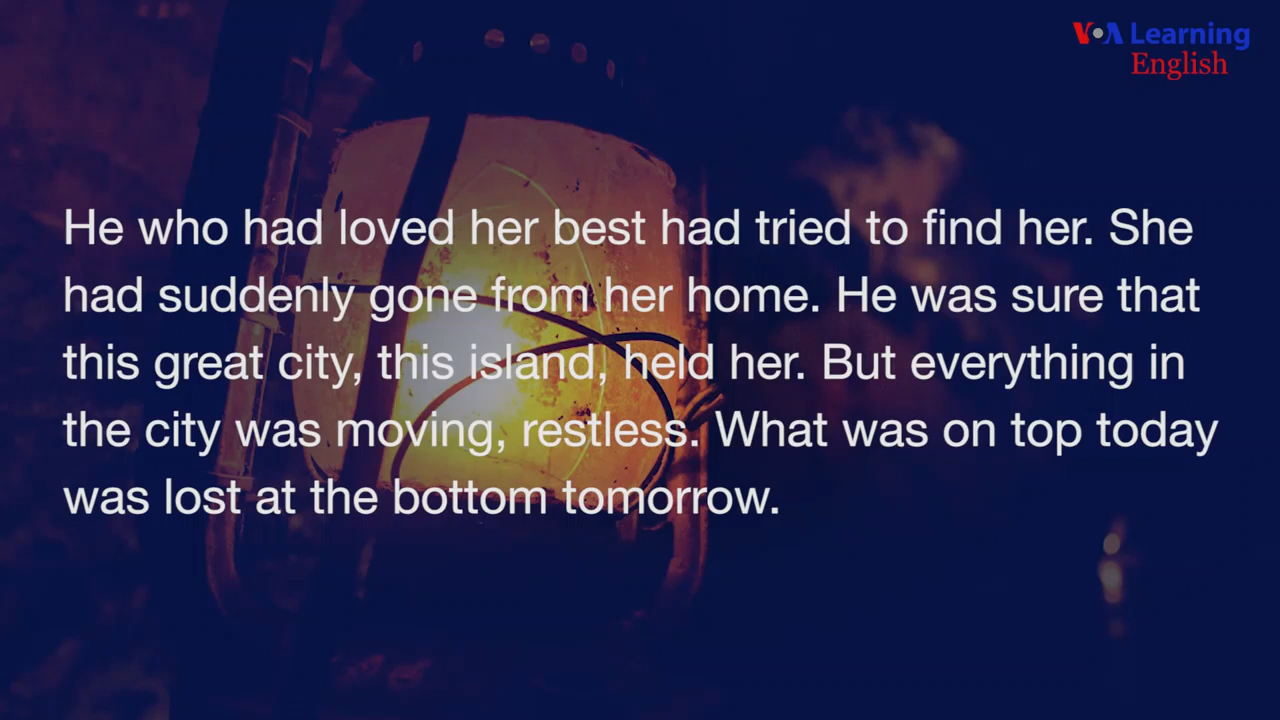 VOA Learning
English
He who had loved her best had tried to find her. She
had suddenly gone from her home. He was sure that
this great city, this island, held her. But everything in
the city was moving, restless. What was on top today
was lost at the bottom tomorrow.